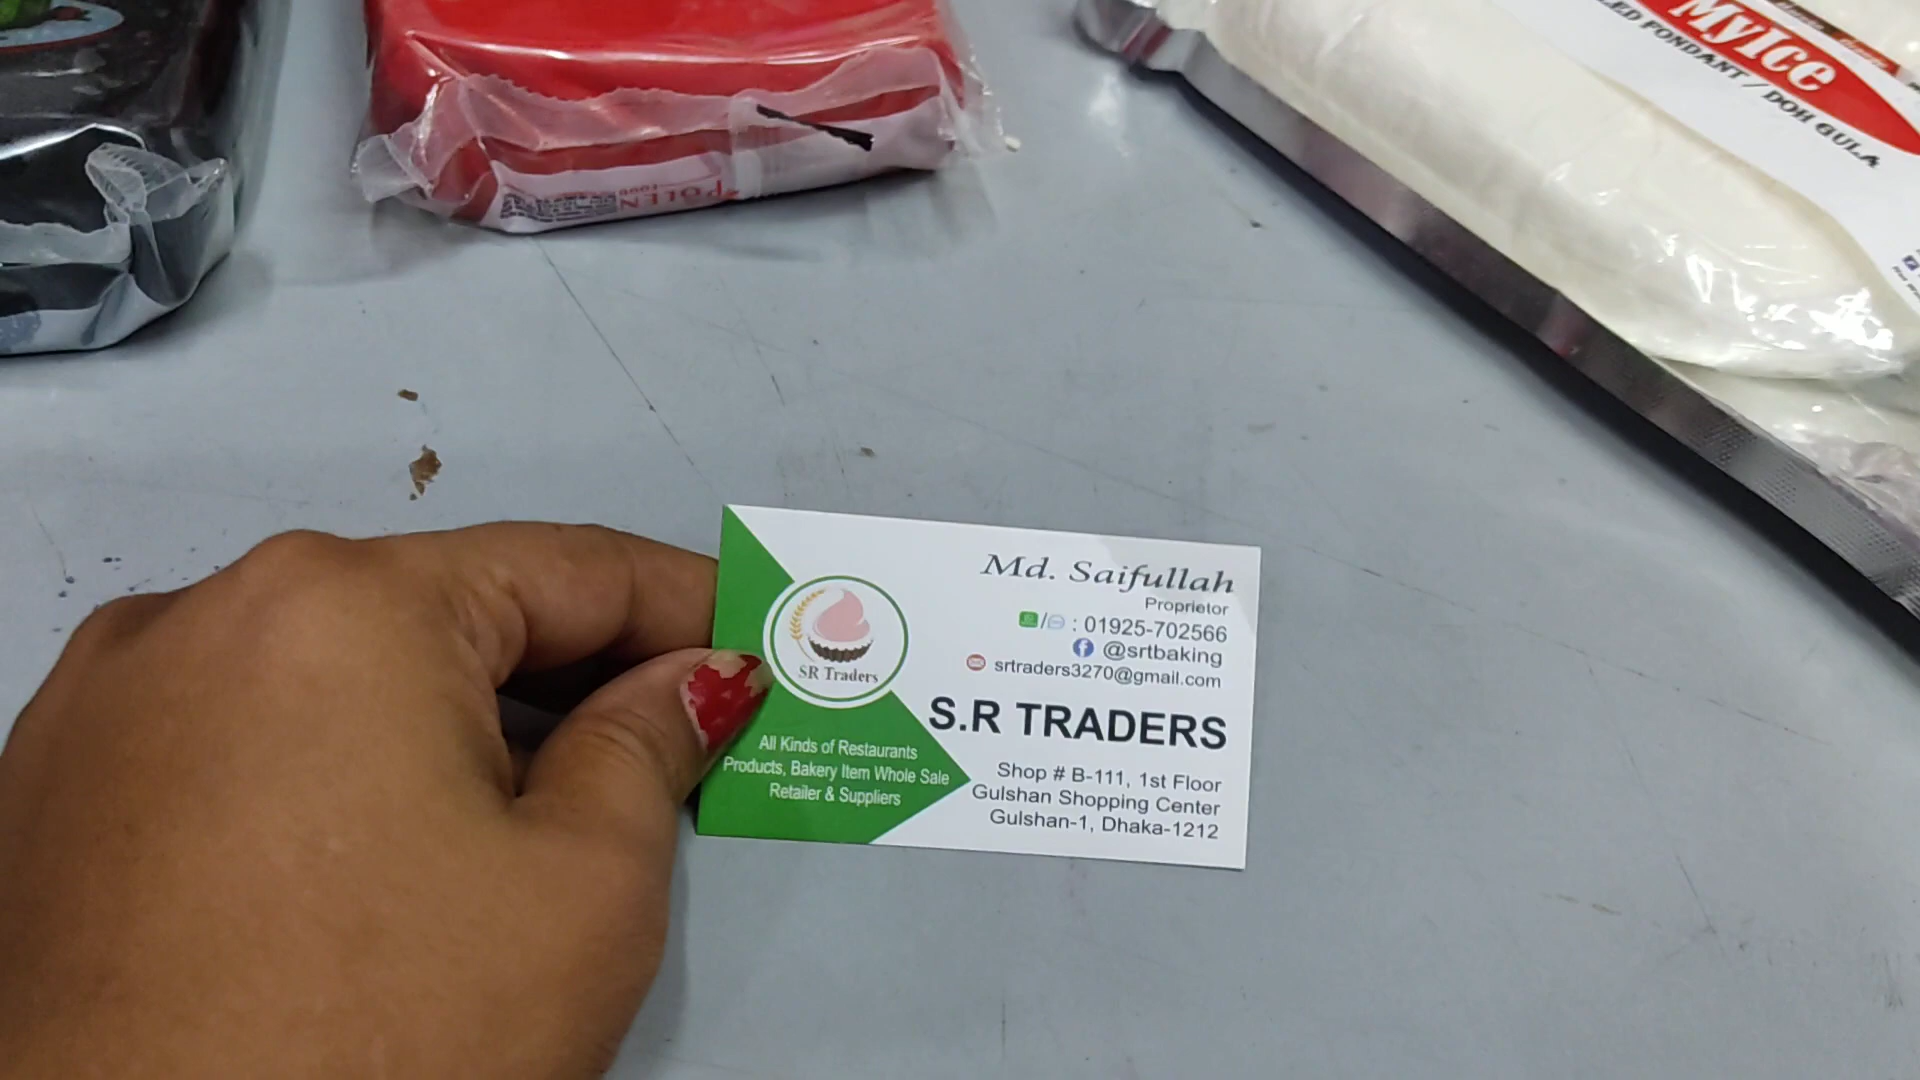 MyIce
LED FONDANT / DOH GULA
POLEN
Md. Saifullah
Proprietor
/ : 01925-702566
@srtbaking
srtraders3270@gmail.com
SR Traders
S.R TRADERS
All Kinds of Restaurants
Products, Bakery Item Whole Sale
Retailer & Suppliers
Shop # B-111, 1st Floor
Gulshan Shopping Center
Gulshan-1, Dhaka-1212